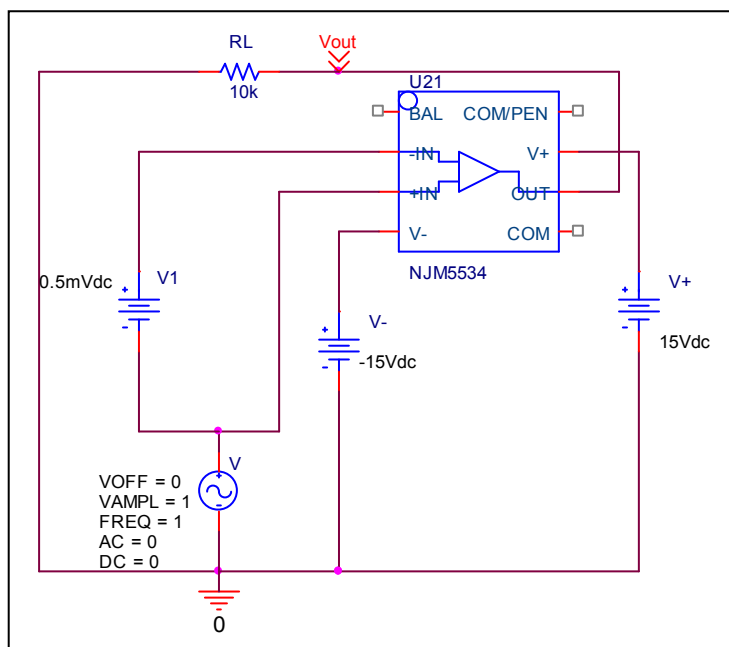 RL
Vout
10k
U21
BAL
COM/PEN
-IN
V+
+IN
OUT
V-
COM
NJM5534
0.5mVdc
V1
V-
-15Vdc
V+
15Vdc
V
VOFF = 0
VAMPL = 1
FREQ = 1
AC = 0
DC = 0
0